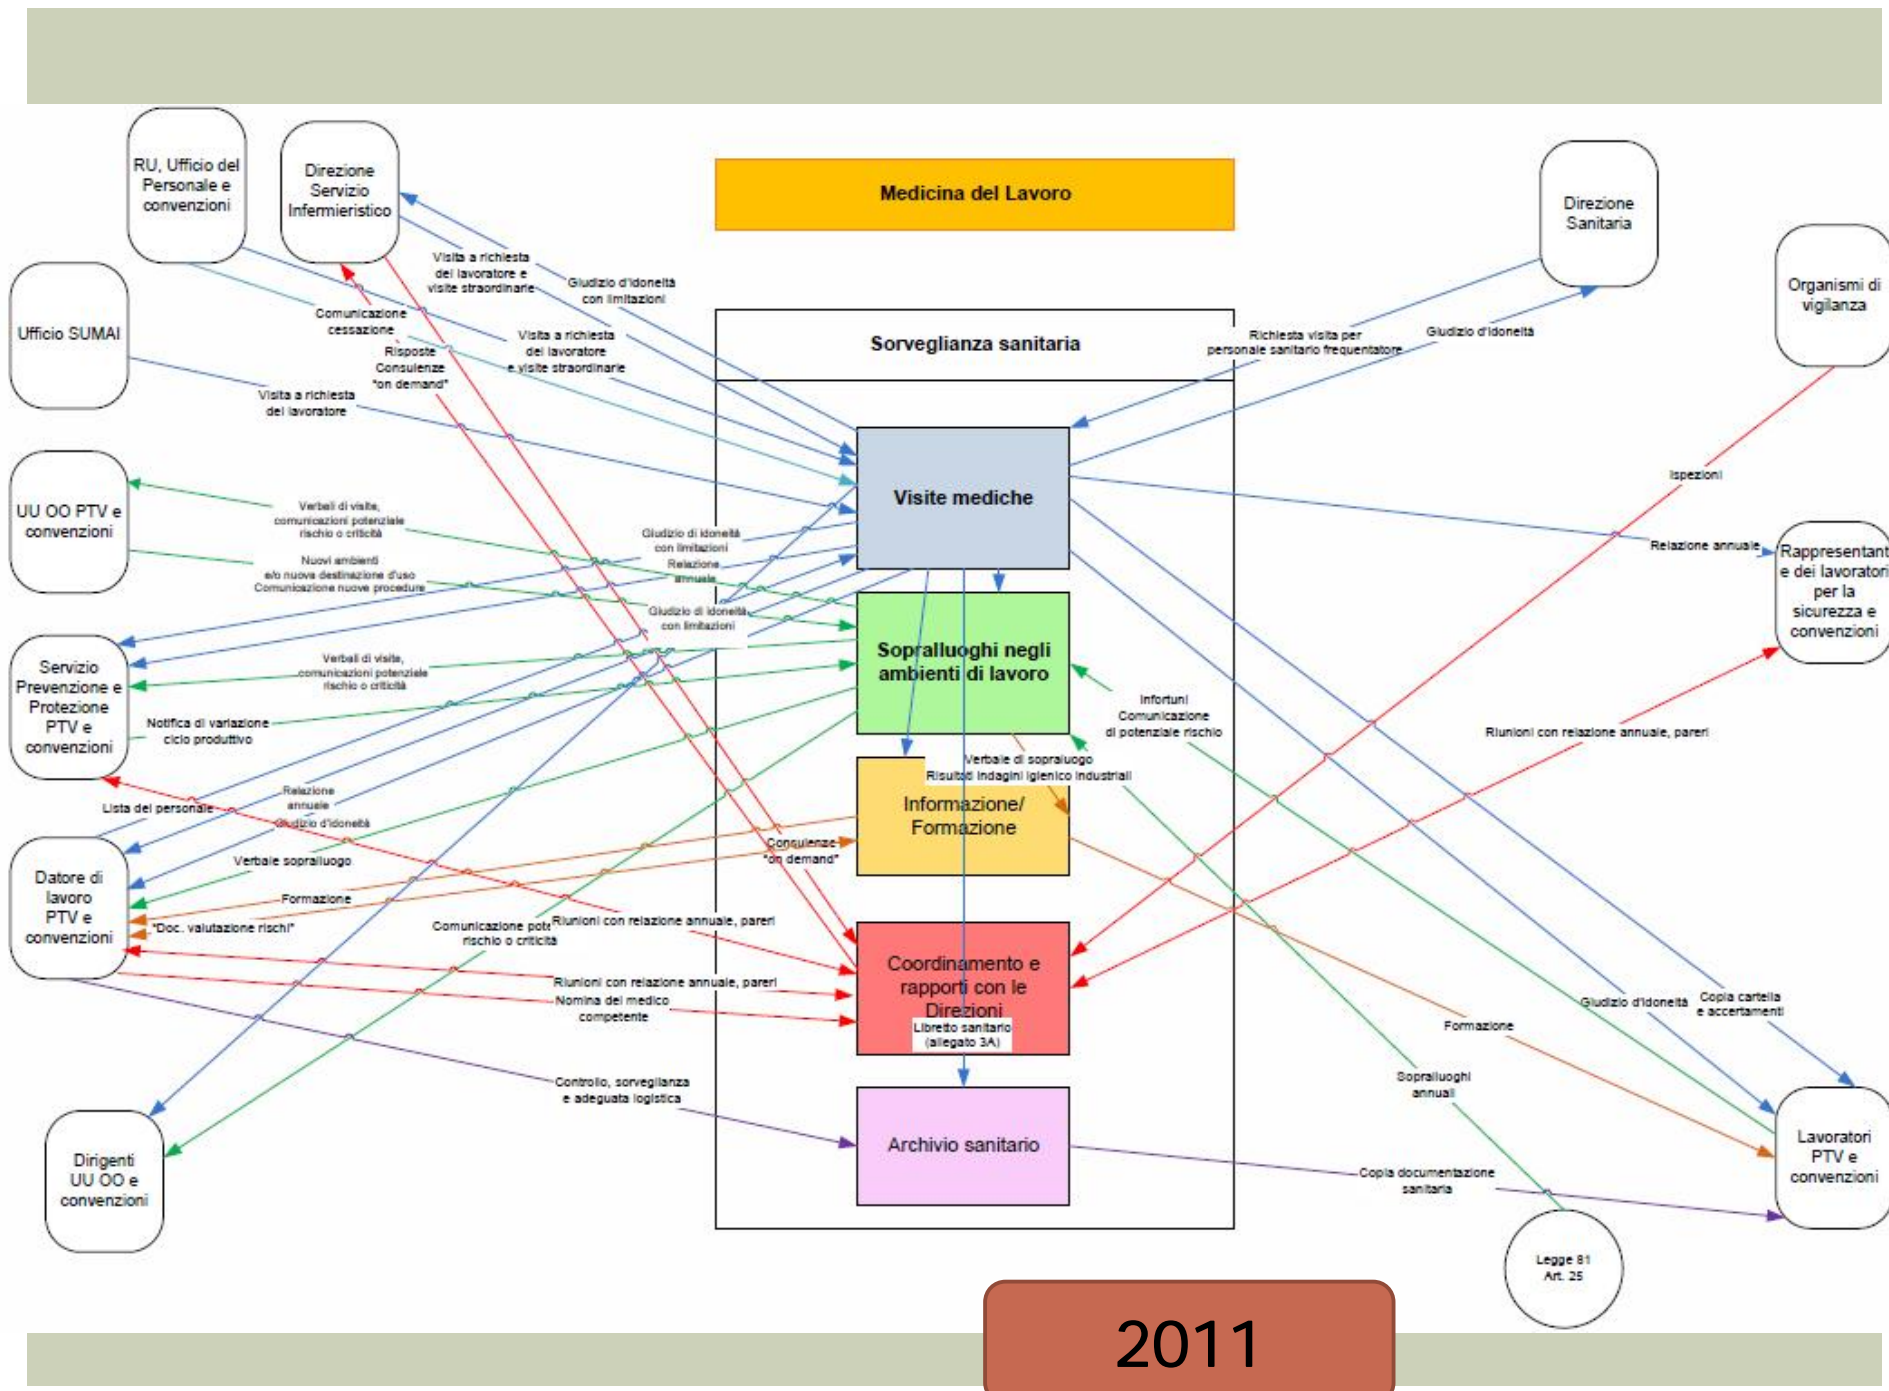 RU, Ufficio del
Personale e
convenzioni
Direzione
Servizio
Infermieristico
Medicina del Lavoro
Direzione
Sanitaria
Organismi di
vigilanza
Ufficio SUMAI
Visita a richiesta
del lavoratore e
visite straordinarie
Giudizio d'idoneità
con limitazioni
Comunicazione
cessazione
Visita a richiesta
del lavoratore
e visite straordinarie
Risposte
Consulenze
"on demand"
Visita a richiesta
del lavoratore
Sorveglianza sanitaria
Richiesta visita per
personale sanitario frequentatore
Giudizio d'idoneità
Ispezioni
UU OO PTV e
convenzioni
Verbali di visite,
comunicazioni potenziale
rischio o criticità
Nuovi ambienti
e/o nuova destinazione d'uso
Comunicazione nuove procedure
Visite mediche
Giudizio di idoneità
con limitazioni
Relazione
annuale
Giudizio di idoneità
con limitazioni
Relazione annuale
Rappresentant
e dei lavoratori
per la
sicurezza e
convenzioni
Servizio
Prevenzione e
Protezione
PTV e
convenzioni
Verbali di visite,
comunicazioni potenziale
rischio o criticità
Notifica di variazione
ciclo produttivo
Sopralluoghi negli
ambienti di lavoro
Infortuni
Comunicazione
di potenziale rischio
Riunioni con relazione annuale, pareri
Verbale di sopraluogo
Risultati indagini igienico industriali
Informazione/
Formazione
Lista del personale
Relazione
annuale
Giudizio d'idoneità
Verbale sopralluogo
Consulenze
"on demand"
Datore di
lavoro
PTV e
convenzioni
Formazione
"Doc. valutazione rischi"
Comunicazione pote
rischio o criticità
Riunioni con relazione annuale, pareri
Riunioni con relazione annuale, pareri
Nomina del medico
competente
Coordinamento e
rapporti con le
Direzioni
Libretto sanitario
(allegato 3A)
Giudizio d'idoneità
Copia cartella
e accertamenti
Formazione
Sopralluoghi
annuali
Controllo, sorveglianza
e adeguata logistica
Archivio sanitario
Copia documentazione
sanitaria
Dirigenti
UU OO e
convenzioni
Lavoratori
PTV e
convenzioni
Legge 81
Art. 25
2011